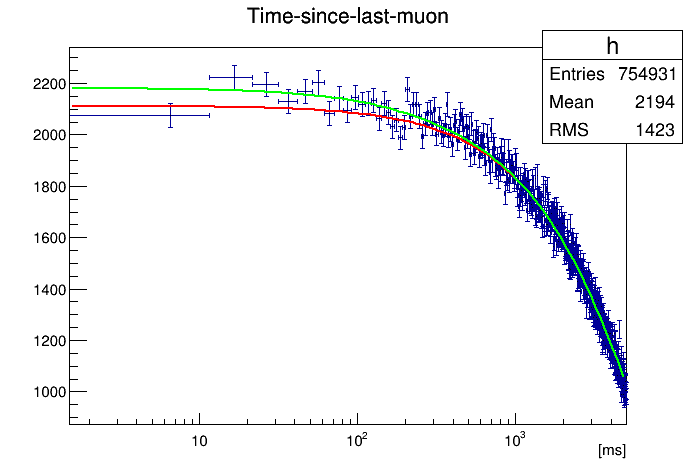 Time-since-last-muon
h
Entries 754931
Mean 2194
RMS 1423
2200
2000
1800
1600
1400
1200
1000
10
10²
10³
[ms]